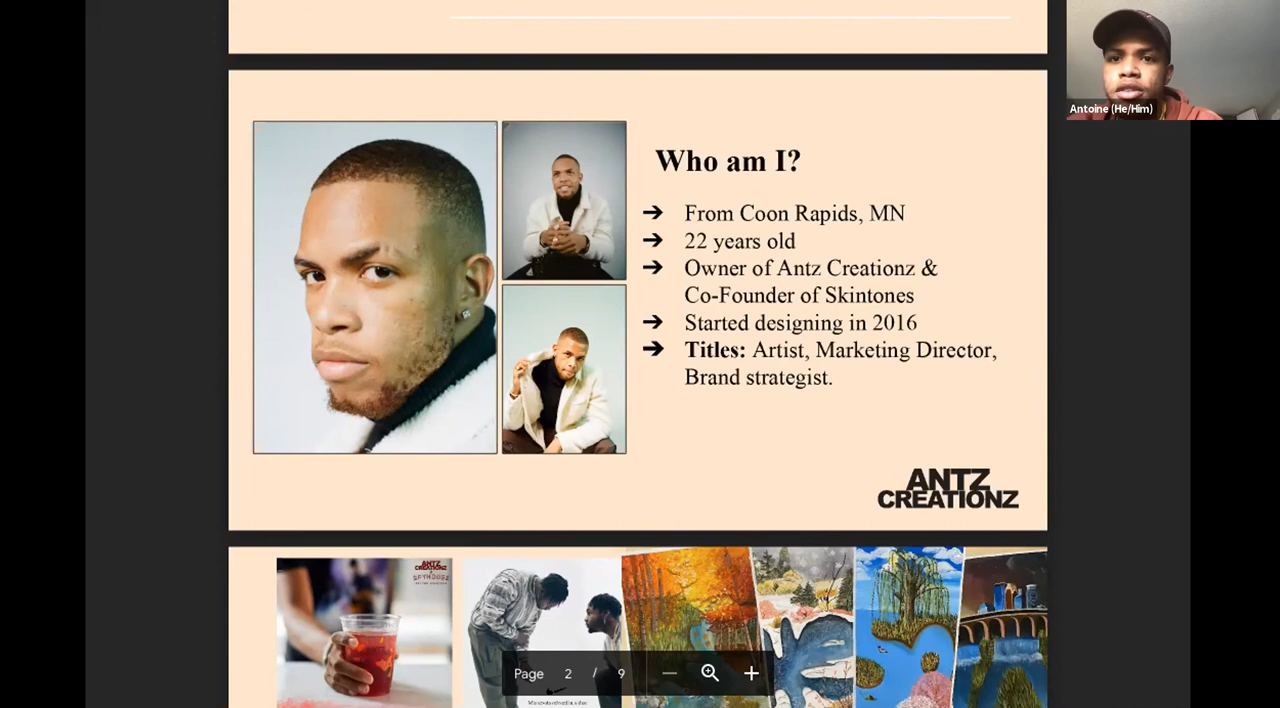 Antoine (He/Him)
Who am I?
➔ From Coon Rapids, MN
➔ 22 years old
➔ Owner of Antz Creationz &
Co-Founder of Skintones
➔ Started designing in 2016
➔ Titles: Artist, Marketing Director,
Brand strategist.
ANTZ
CREATIONZ
ANTZ
CREATIONZ
SPYHOUSE
Page 2 / 9